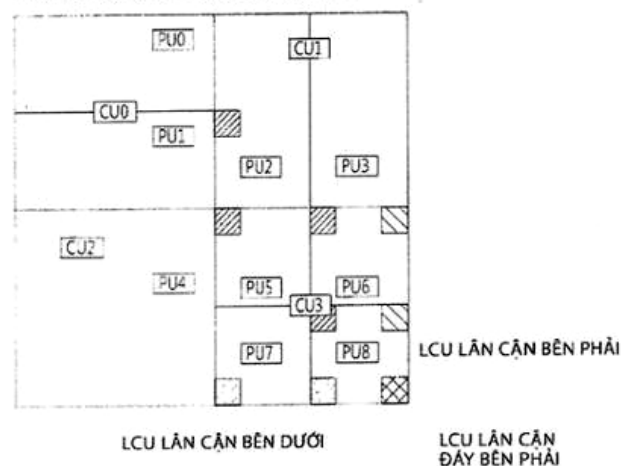 PU0
CU1
CU0
PU1
PU2
PU3
CU2
PU4
PU5
PU6
CU3
PU7
PU8
LCU LÂN CẬN BÊN PHẢI
LCU LÂN CẬN BÊN DƯỚI
LCU LÂN CẬN
ĐÁY BÊN PHẢI